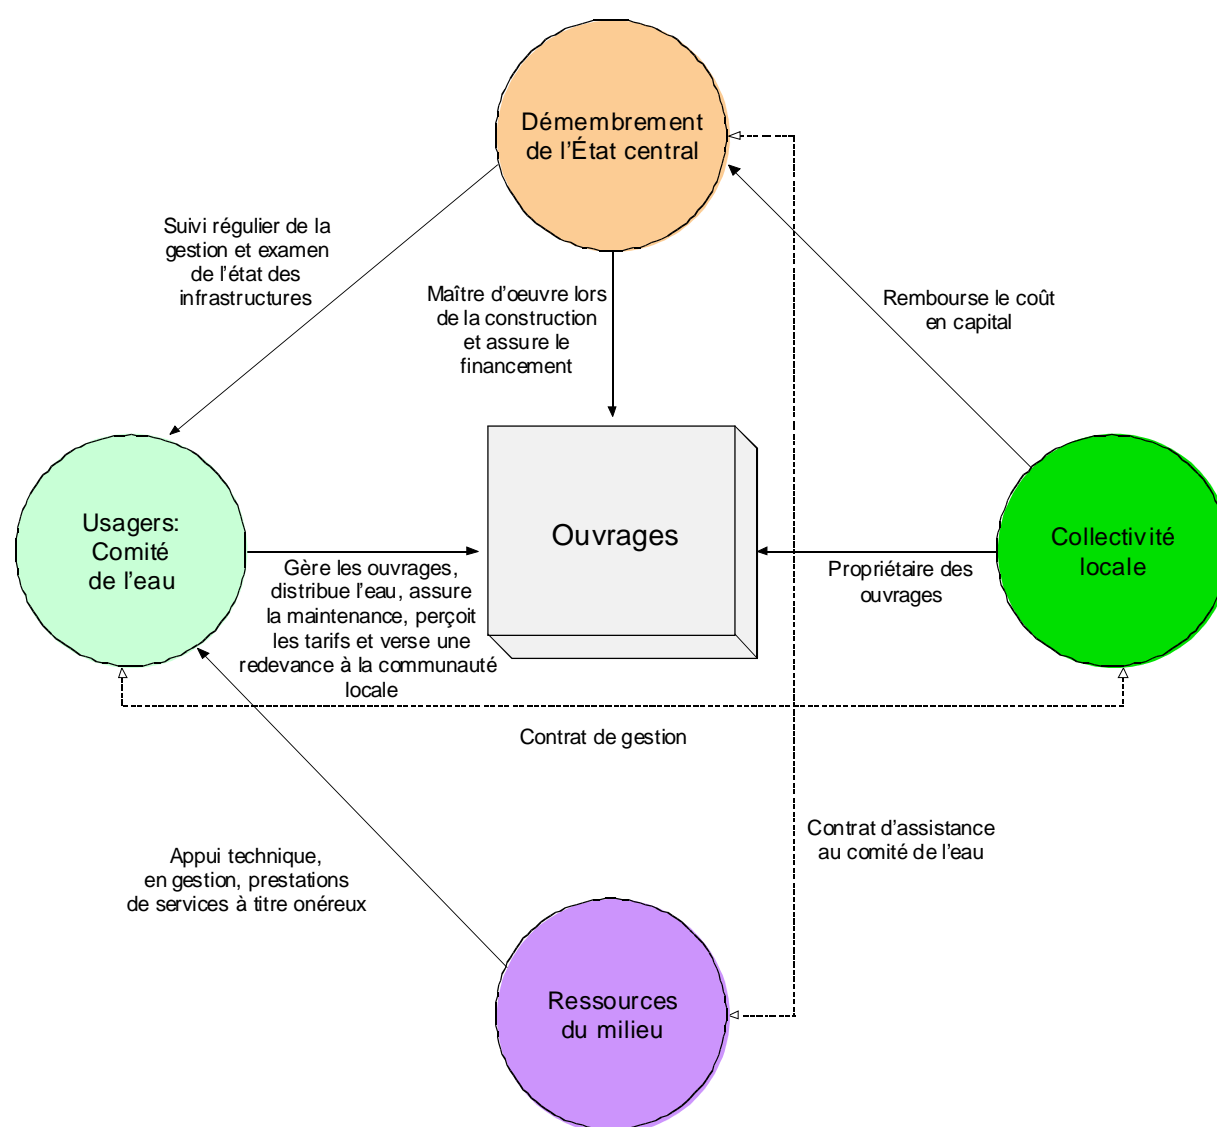 Démembrement
de l'État central
Suivi régulier de la
gestion et examen
de l'état des
infrastructures
Maître d'œuvre lors
de la construction
et assure le
financement
Rembourse le coût
en capital
Usagers:
Comité
de l'eau
Ouvrages
Collectivité
locale
Gère les ouvrages,
distribue l'eau, assure
la maintenance, perçoit
les tarifs et verse une
redevance à la communauté
locale
Propriétaire des
ouvrages
Contrat de gestion
Contrat d'assistance
au comité de l'eau
Appui technique,
en gestion, prestations
de services à titre onéreux
Ressources
du milieu